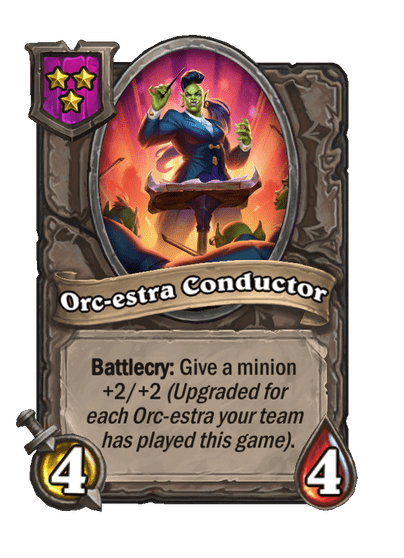 Orc-estra Conductor
Battlecry: Give a minion
+2/+2 (Upgraded for
each Orc-estra your team
has played this game).
4
4